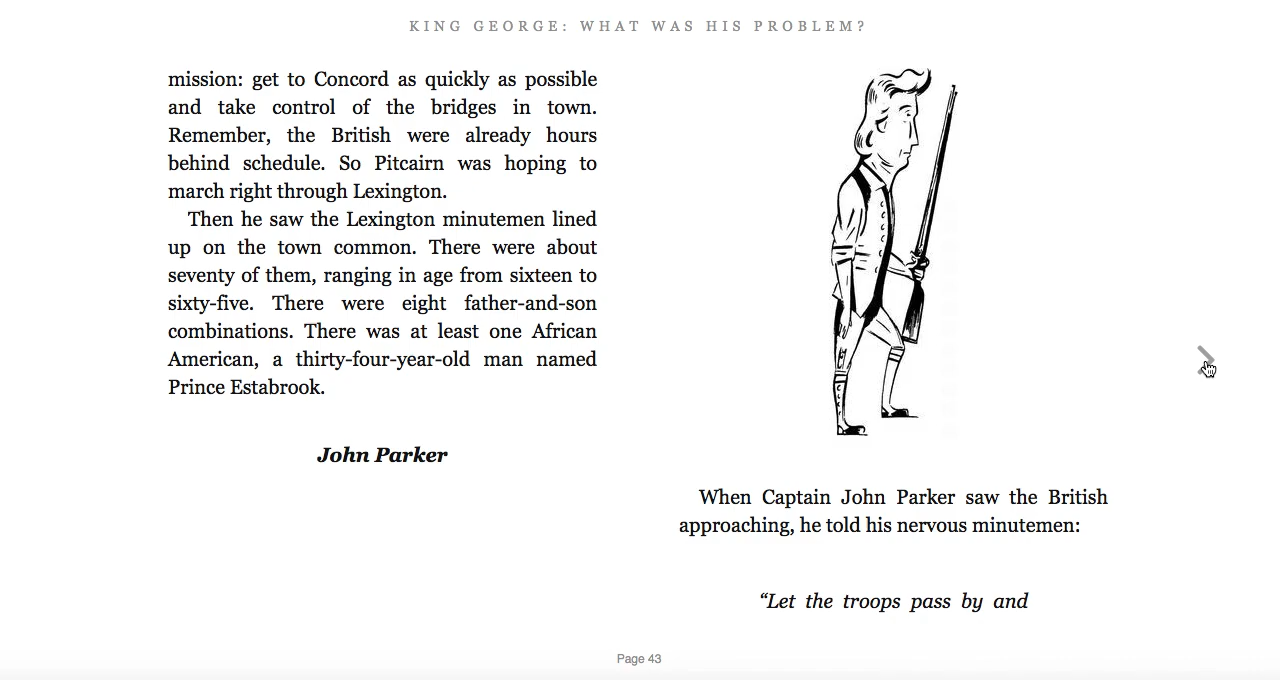 KING GEORGE: WHAT WAS HIS PROBLEM?
mission: get to Concord as quickly as possible
and take control of the bridges in town.
Remember, the British were already hours
behind schedule. So Pitcairn was hoping to
march right through Lexington.
Then he saw the Lexington minutemen lined
up on the town common. There were about
seventy of them, ranging in age from sixteen to
sixty-five. There were eight father-and-son
combinations. There was at least one African
American, a thirty-four-year-old man named
Prince Estabrook.
John Parker
When Captain John Parker saw the British
approaching, he told his nervous minutemen:
“Let the troops pass by and
Page 43